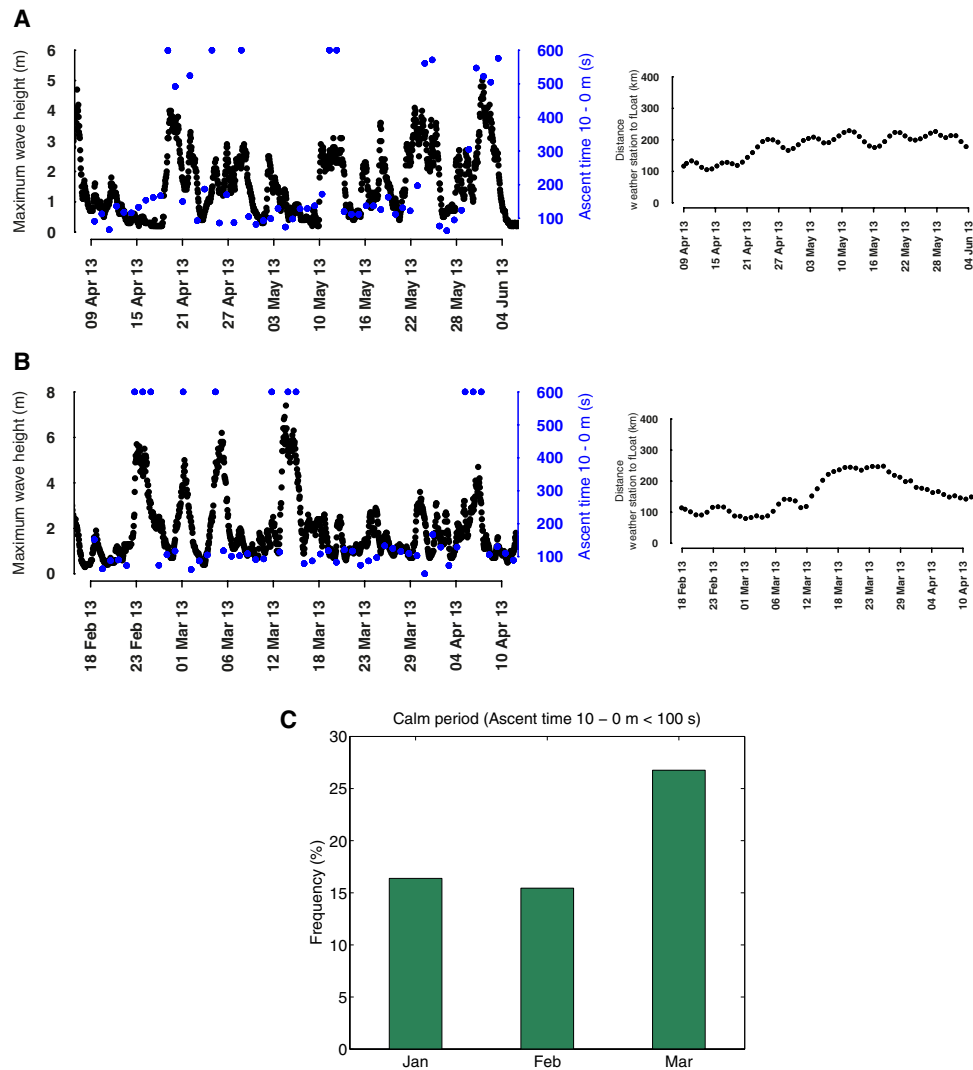 A
Maximum wave height (m)
6
5
4
3
2
1
0
600
500
400
300
200
100
Ascent time 10 - 0 m (s)
09 Apr 13
15 Apr 13
21 Apr 13
27 Apr 13
03 May 13
10 May 13
16 May 13
22 May 13
28 May 13
04 Jun 13
Distance
weather station to fLoat (km)
400
300
200
100
0
09 Apr 13
15 Apr 13
21 Apr 13
27 Apr 13
03 May 13
10 May 13
16 May 13
22 May 13
28 May 13
04 Jun 13
B
Maximum wave height (m)
8
6
4
2
0
600
500
400
300
200
100
Ascent time 10 - 0 m (s)
18 Feb 13
23 Feb 13
01 Mar 13
06 Mar 13
12 Mar 13
18 Mar 13
23 Mar 13
29 Mar 13
04 Apr 13
10 Apr 13
Distance
weather station to fLoat (km)
400
300
200
100
0
18 Feb 13
23 Feb 13
01 Mar 13
06 Mar 13
12 Mar 13
18 Mar 13
23 Mar 13
29 Mar 13
04 Apr 13
10 Apr 13
C
Calm period (Ascent time 10 − 0 m < 100 s)
Frequency (%)
30
25
20
15
10
5
0
Jan
Feb
Mar